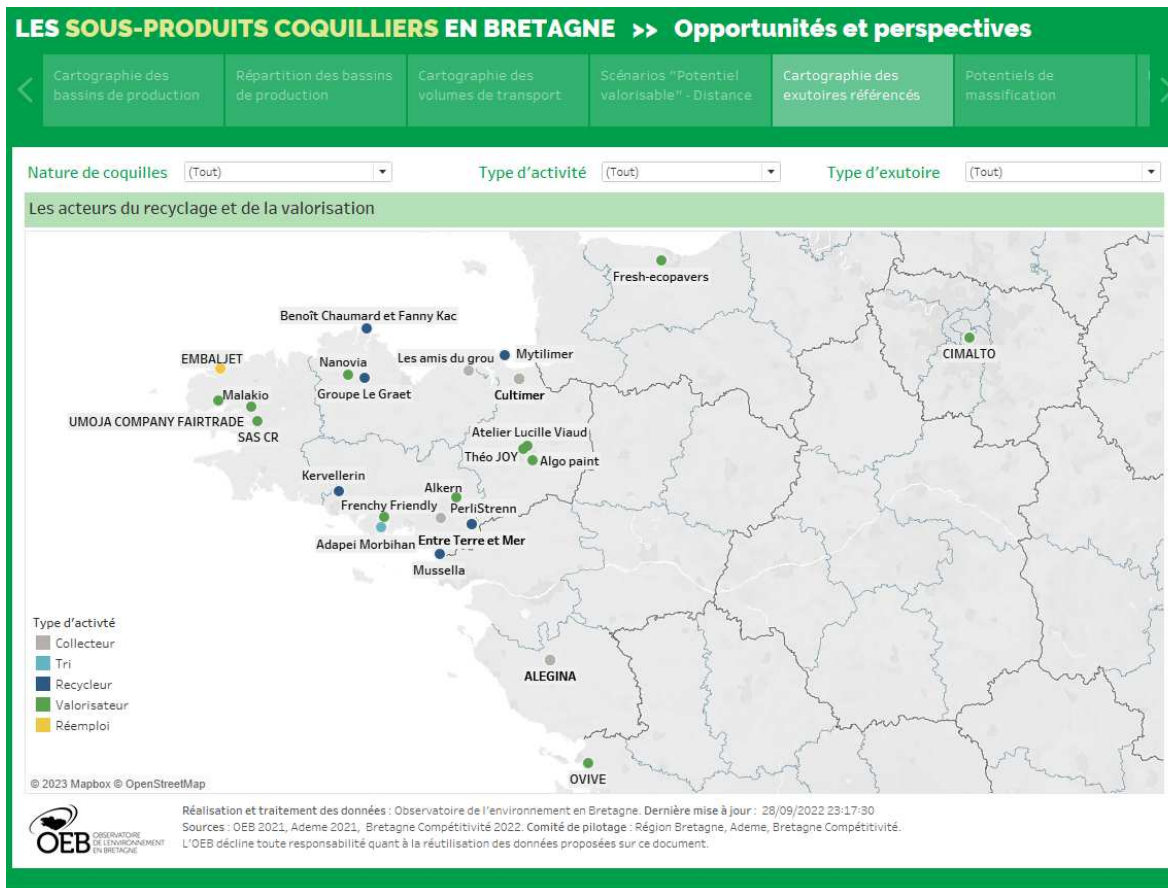 LES SOUS-PRODUITS COQUILLIERS EN BRETAGNE >> Opportunités et perspectives
Cartographie des
bassins de production
Répartition des bassins
de production
Cartographie des
volumes de transport
Scénarios "Potentiel
valorisable" - Distance
Cartographie des
exutoires référencés
Potentiels de
massification
Nature de coquilles (Tout)
Type d'activité (Tout)
Type d'exutoire (Tout)
Les acteurs du recyclage et de la valorisation
Fresh-ecopavers
Benoît Chaumard et Fanny Kac
CIMALTO
EMBALJET
Nanovia
Les amis du grou
Mytilimer
Malakio
Groupe Le Graet
Cultimer
UMOJA COMPANY FAIRTRADE
SAS CR
Atelier Lucille Viaud
Théo JOY
Algo paint
Kervellerin
Alkern
Frenchy Friendly
PerliStrenn
Adapei Morbihan
Entre Terre et Mer
Mussella
ALEGINA
OVIVE
Type d'activté
Collecteur
Tri
Recycleur
Valorisateur
Réemploi
© 2023 Mapbox © OpenStreetMap
OEB
OBSERVATOIRE
DE L'ENVIRONNEMENT
EN BRETAGNE
Réalisation et traitement des données : Observatoire de l'environnement en Bretagne. Dernière mise à jour : 28/09/2022 23:17:30
Sources : OEB 2021, Ademe 2021, Bretagne Compétitivité 2022. Comité de pilotage : Région Bretagne, Ademe, Bretagne Compétitivité.
L'OEB décline toute responsabilité quant à la réutilisation des données proposées sur ce document.